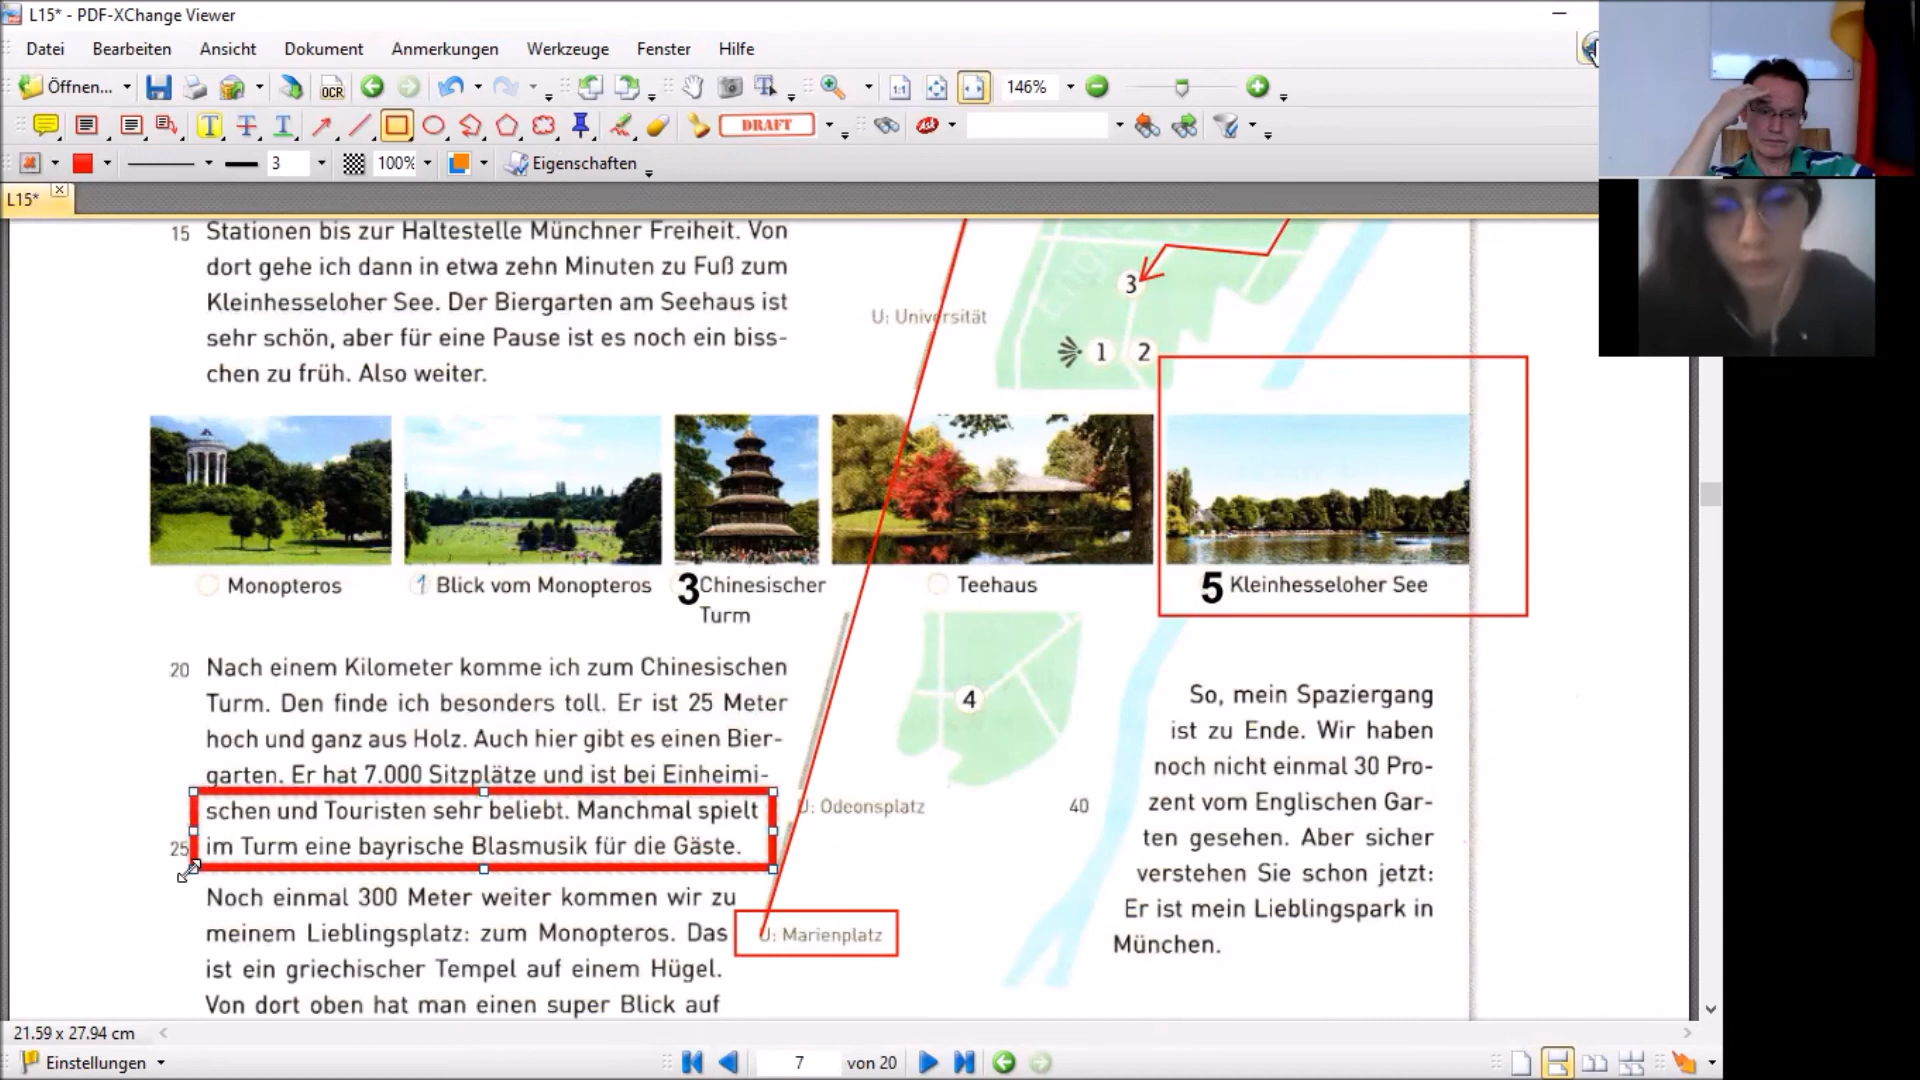 L15* - PDF-XChange Viewer
Datei Bearbeiten Ansicht Dokument Anmerkungen Werkzeuge Fenster Hilfe
Öffnen... OCR 146%
DRAFT
3 100% Eigenschaften
L15*
15 Stationen bis zur Haltestelle Münchner Freiheit. Von
dort gehe ich dann in etwa zehn Minuten zu Fuß zum
Kleinhesseloher See. Der Biergarten am Seehaus ist
sehr schön, aber für eine Pause ist es noch ein biss-
chen zu früh. Also weiter.
3
U: Universität
1 2
Monopteros
1 Blick vom Monopteros
3 Chinesischer
Turm
Teehaus
5 Kleinhesseloher See
20 Nach einem Kilometer komme ich zum Chinesischen
Turm. Den finde ich besonders toll. Er ist 25 Meter
hoch und ganz aus Holz. Auch hier gibt es einen Bier-
garten. Er hat 7.000 Sitzplätze und ist bei Einheimi-
schen und Touristen sehr beliebt. Manchmal spielt
25 im Turm eine bayrische Blasmusik für die Gäste.
Noch einmal 300 Meter weiter kommen wir zu
meinem Lieblingsplatz: zum Monopteros. Das
ist ein griechischer Tempel auf einem Hügel.
Von dort oben hat man einen super Blick auf
4
U: Odeonsplatz
U: Marienplatz
So, mein Spaziergang
ist zu Ende. Wir haben
noch nicht einmal 30 Pro-
40 zent vom Englischen Gar-
ten gesehen. Aber sicher
verstehen Sie schon jetzt:
Er ist mein Lieblingspark in
München.
21.59 x 27.94 cm
Einstellungen 7 von 20